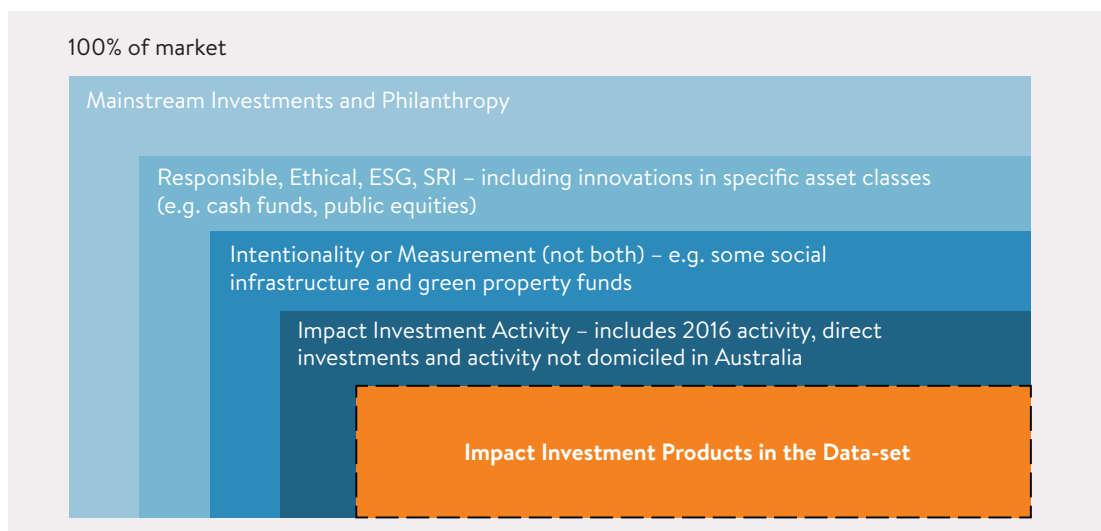 100% of market
Mainstream Investments and Philanthropy
Responsible, Ethical, ESG, SRI – including innovations in specific asset classes
(e.g. cash funds, public equities)
Intentionality or Measurement (not both) – e.g. some social
infrastructure and green property funds
Impact Investment Activity – includes 2016 activity, direct
investments and activity not domiciled in Australia
Impact Investment Products in the Data-set